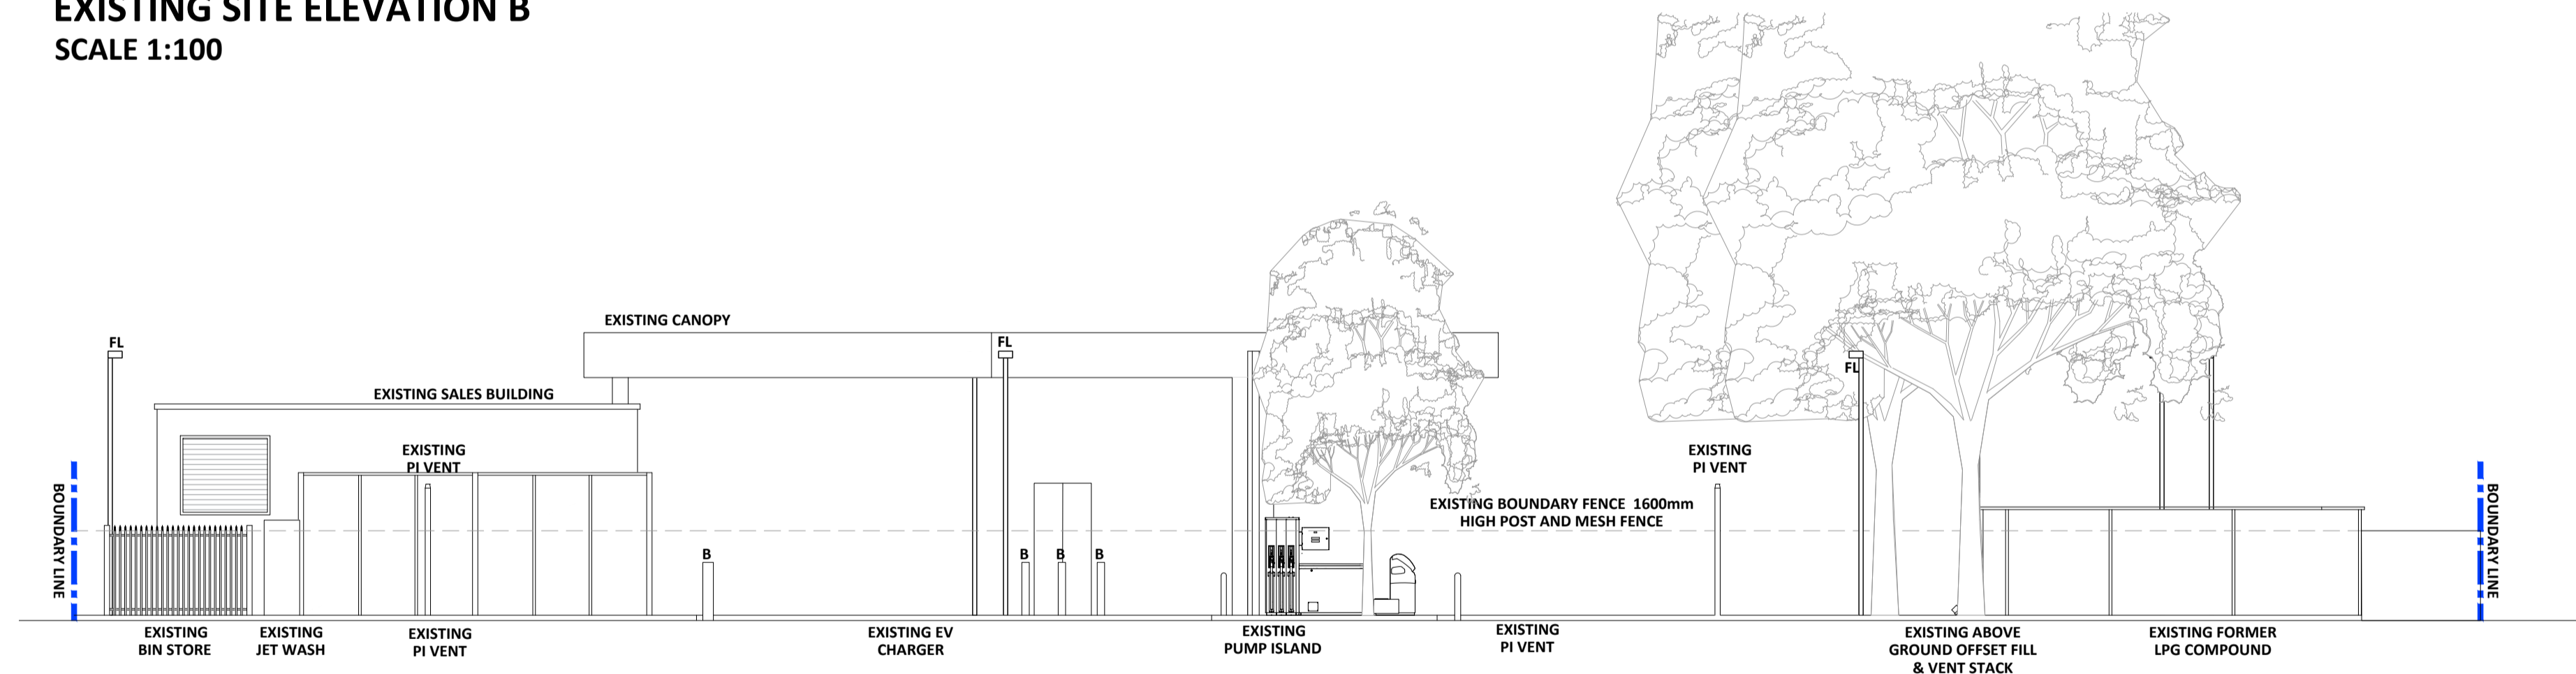 EXISTING SITE ELEVATION B
SCALE 1:100
EXISTING CANOPY
FL
FL
FL
EXISTING SALES BUILDING
EXISTING
PI VENT
EXISTING
PI VENT
BOUNDARY LINE
EXISTING BOUNDARY FENCE 1600mm
HIGH POST AND MESH FENCE
BOUNDARY LINE
B
B
B
B
EXISTING
BIN STORE
EXISTING
JET WASH
EXISTING
PI VENT
EXISTING EV
CHARGER
EXISTING
PUMP ISLAND
EXISTING
PI VENT
EXISTING ABOVE
GROUND OFFSET FILL
& VENT STACK
EXISTING FORMER
LPG COMPOUND